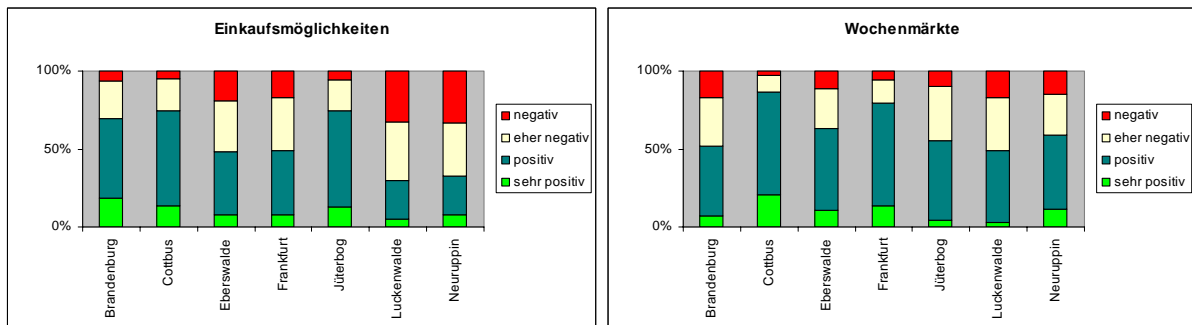 Einkaufsmöglichkeiten
100%
50%
0%
Brandenburg
Cottbus
Eberswalde
Frankfurt
Jüterbog
Luckenwalde
Neuruppin
negativ
eher negativ
positiv
sehr positiv
Wochenmärkte
100%
50%
0%
Brandenburg
Cottbus
Eberswalde
Frankfurt
Jüterbog
Luckenwalde
Neuruppin
negativ
eher negativ
positiv
sehr positiv